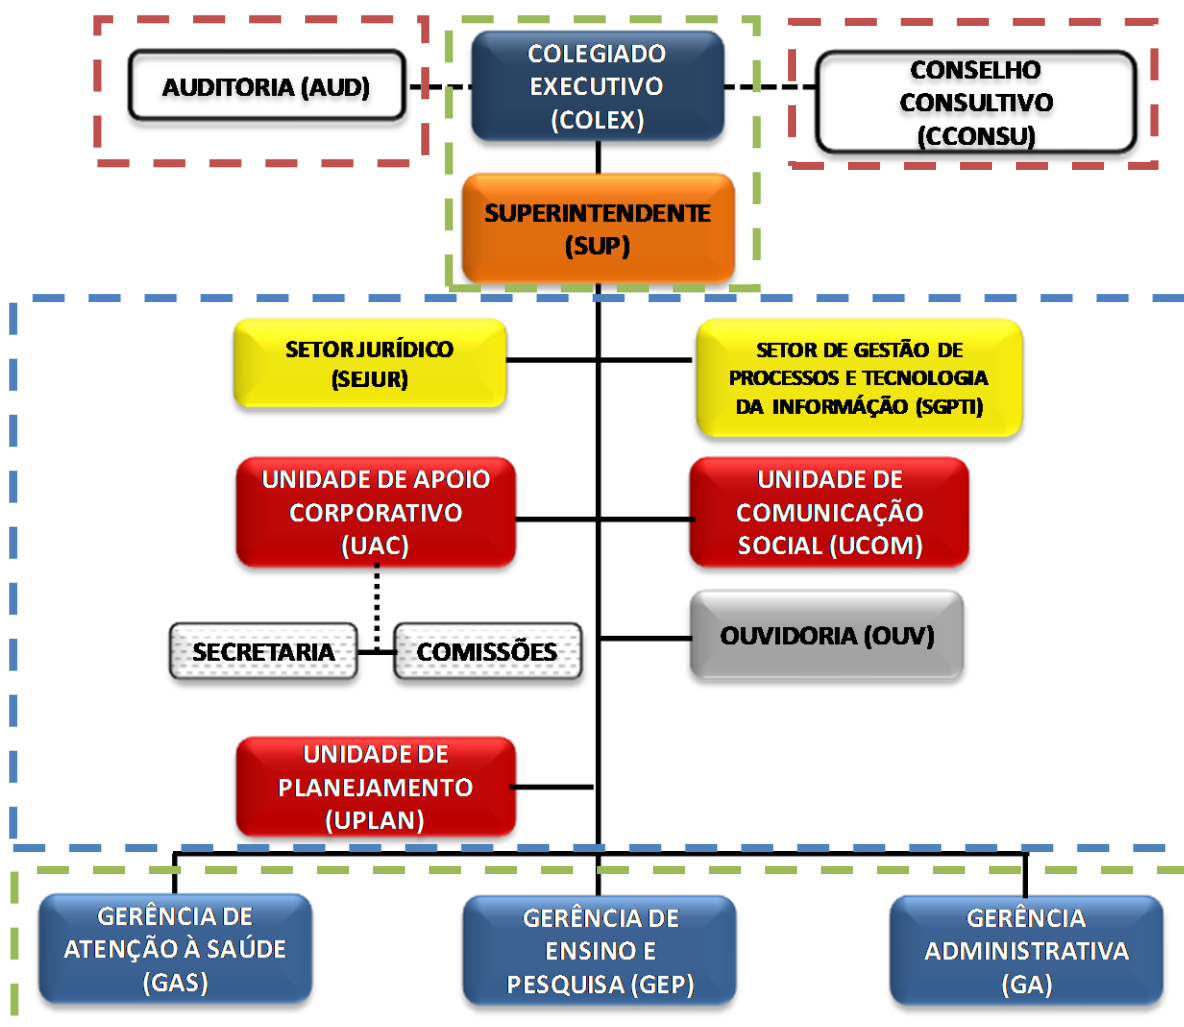 AUDITORIA (AUD)
COLEGIADO
EXECUTIVO
(COLEX)
CONSELHO
CONSULTIVO
(CCONSU)
SUPERINTENDENTE
(SUP)
SETOR JURÍDICO
(SEJUR)
SETOR DE GESTÃO DE
PROCESSOS E TECNOLOGIA
DA INFORMÁÇÃO (SGPTI)
UNIDADE DE APOIO
CORPORATIVO
(UAC)
UNIDADE DE
COMUNICAÇÃO
SOCIAL (UCOM)
SECRETARIA
COMISSÕES
OUVIDORIA (OUV)
UNIDADE DE
PLANEJAMENTO
(UPLAN)
GERÊNCIA DE
ATENÇÃO À SAÚDE
(GAS)
GERÊNCIA DE
ENSINO E
PESQUISA (GEP)
GERÊNCIA
ADMINISTRATIVA
(GA)